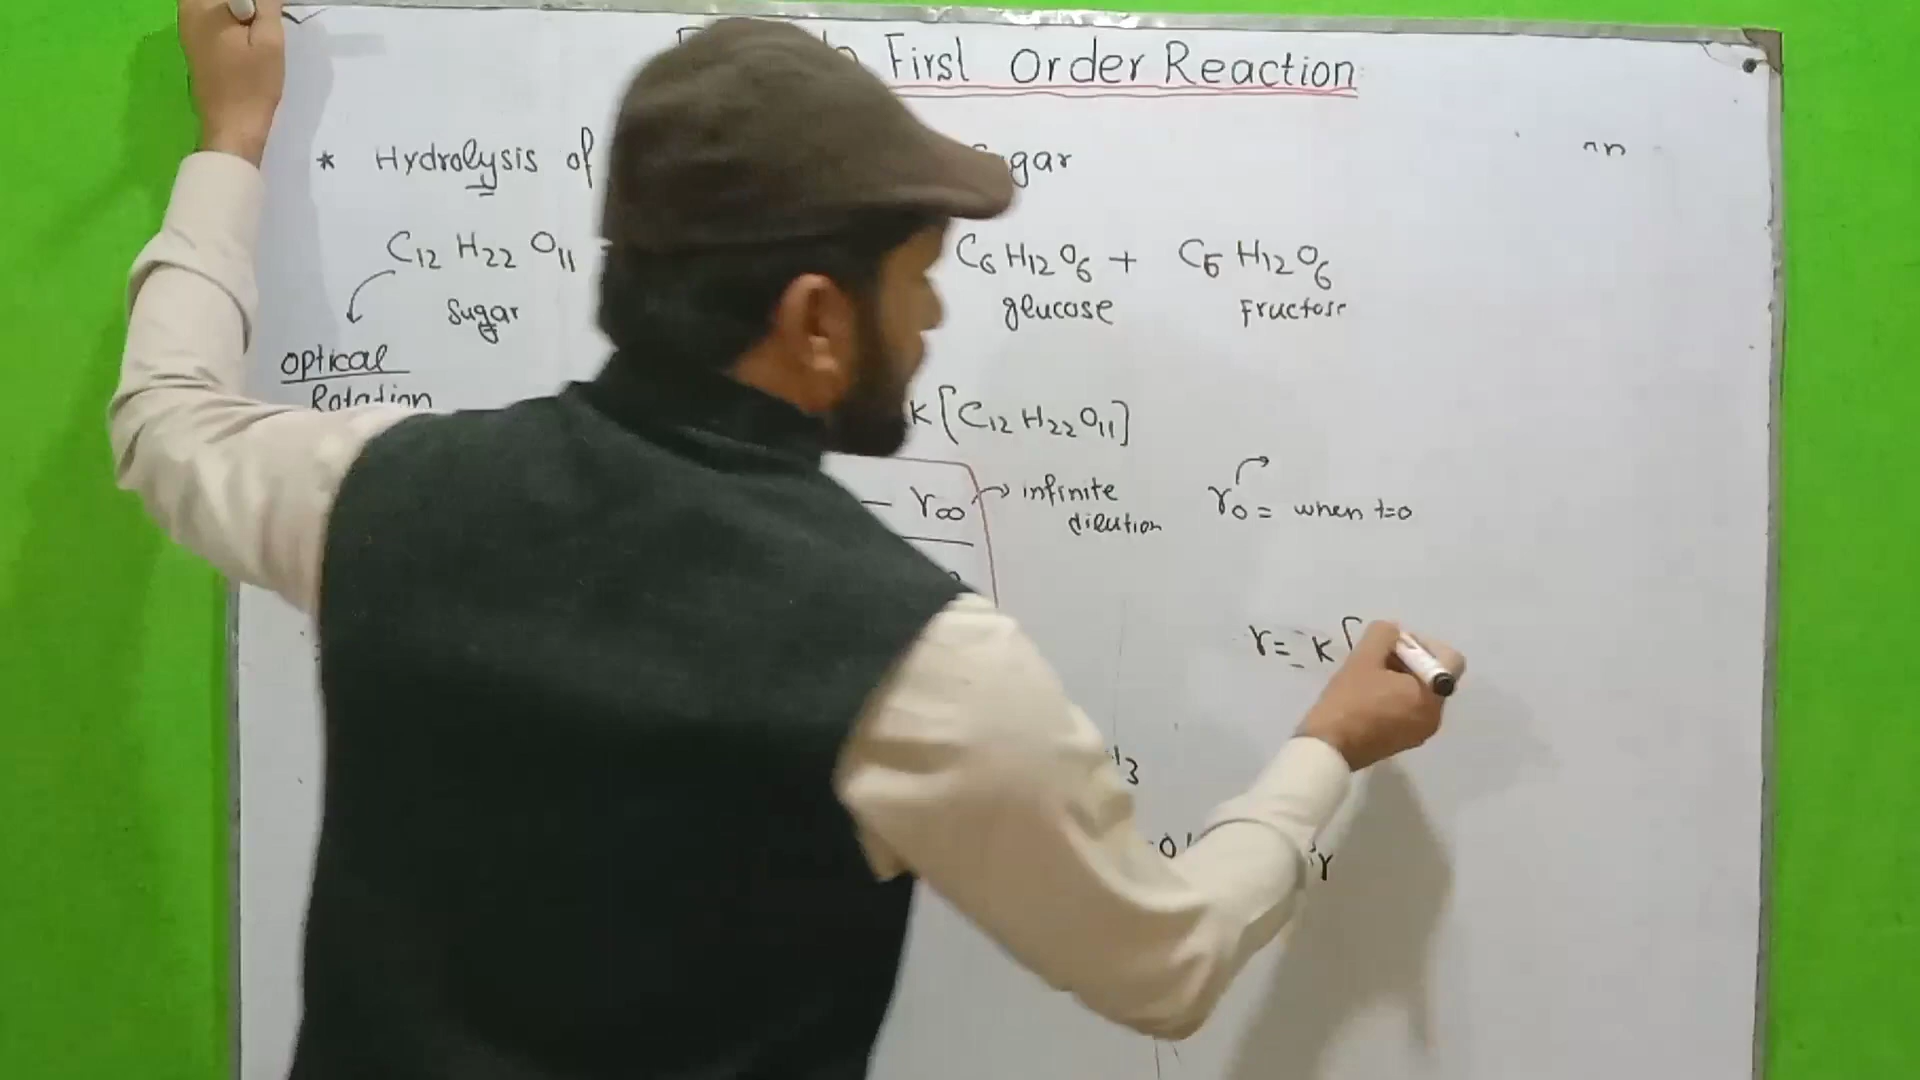 First Order Reaction
* Hydrolysis of
C12 H22 O11 C6 H12 O6 + C6 H12 O6
Sugar glucose Fructose
optical
Rotation
K[C12 H22 O11]
— r∞ → infinite dilution
r0 = when t=0
r = K[